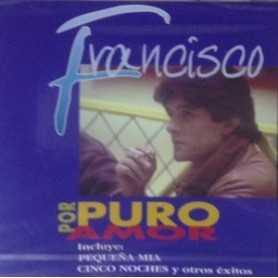 Francisco
POR PURO
AMOR
Incluye:
PEQUEÑA MIA
CINCO NOCHES y otros éxitos